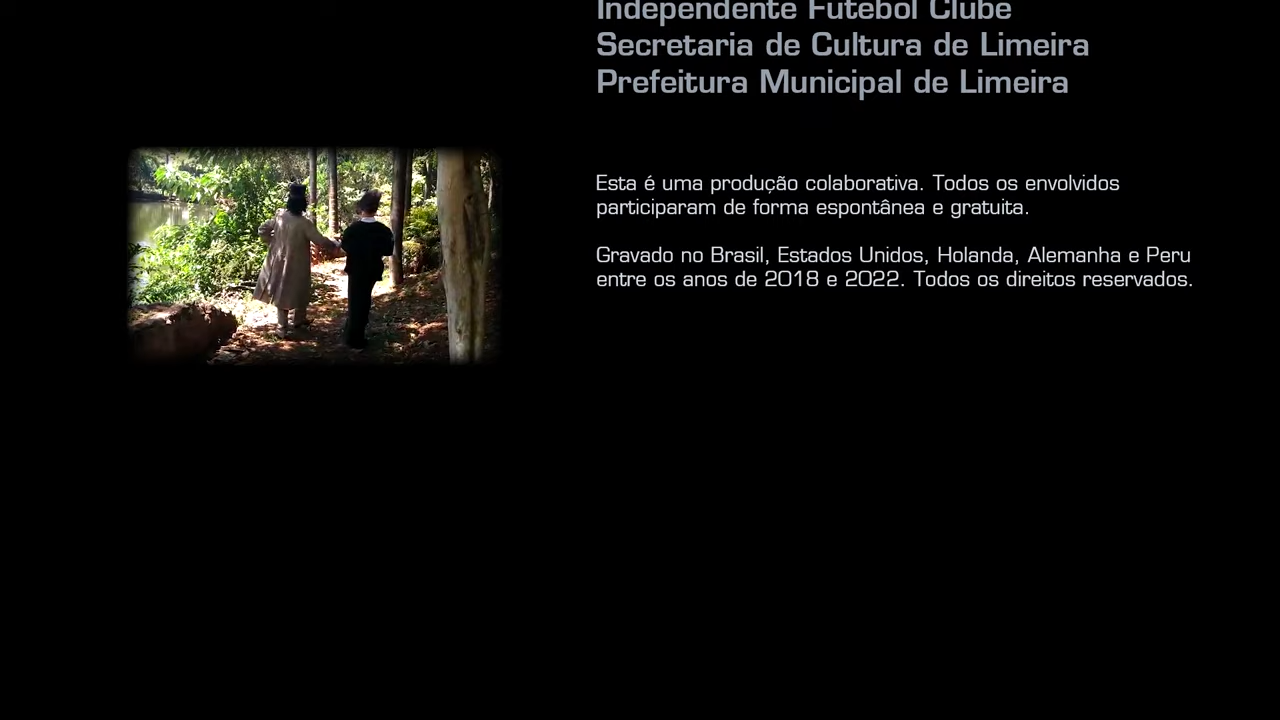 Independente Futebol Clube
Secretaria de Cultura de Limeira
Prefeitura Municipal de Limeira
Esta é uma produção colaborativa. Todos os envolvidos
participaram de forma espontânea e gratuita.
Gravado no Brasil, Estados Unidos, Holanda, Alemanha e Peru
entre os anos de 2018 e 2022. Todos os direitos reservados.